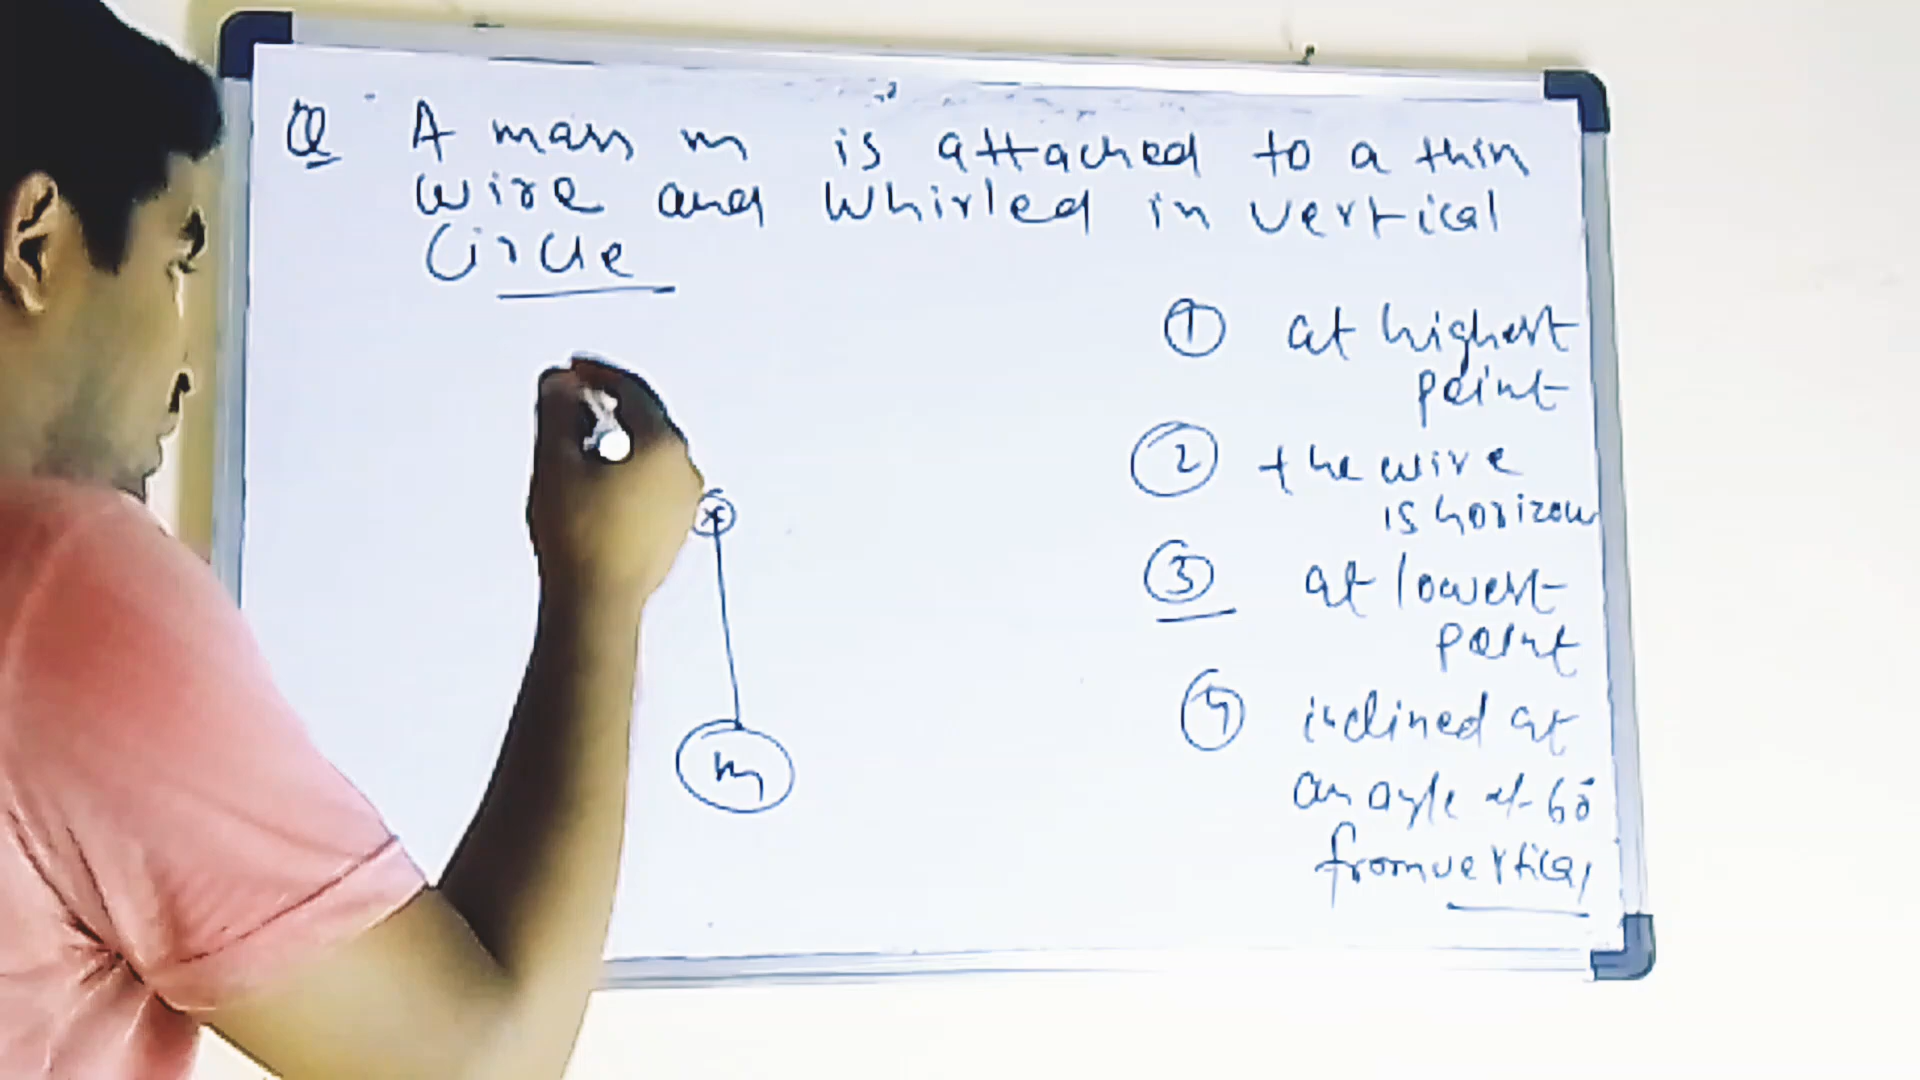 Q A mass m is attached to a thin
wire and whirled in vertical
Circle
① at highest
point
② the wire
is horizon
③ at lowest
point
④ inclined at
an angle of 60°
from vertical
m